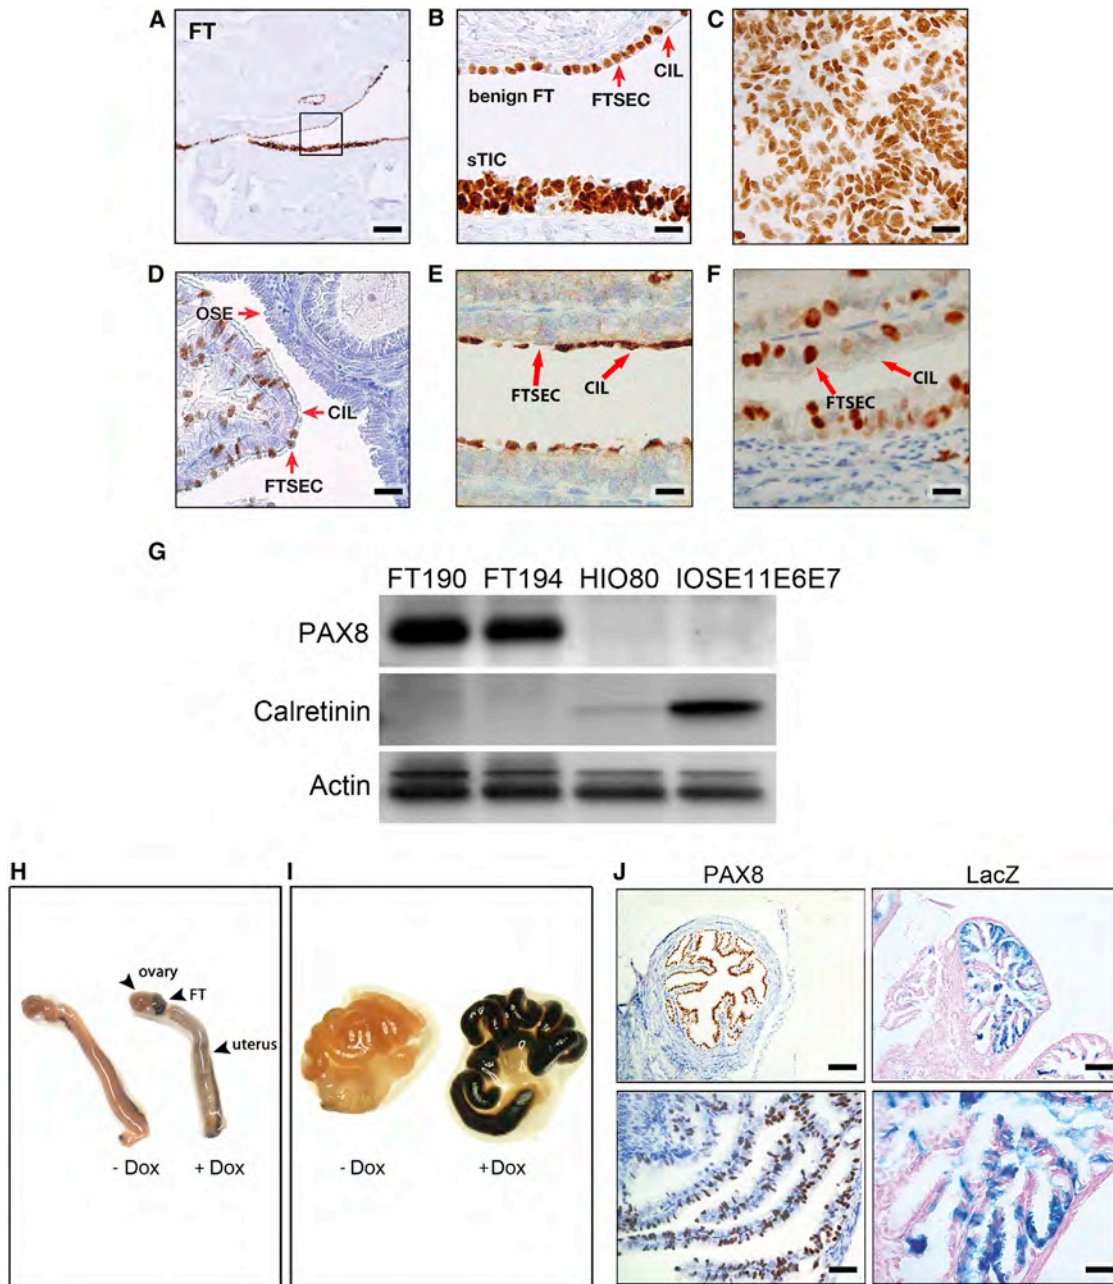 A
FT
B
CIL
benign FT
FTSEC
sTIC
C
D
OSE
CIL
FTSEC
E
FTSEC
CIL
F
CIL
FTSEC
G
FT190 FT194 HIO80 IOSE11E6E7
PAX8
Calretinin
Actin
H
ovary
FT
uterus
- Dox + Dox
I
-Dox +Dox
J
PAX8 LacZ